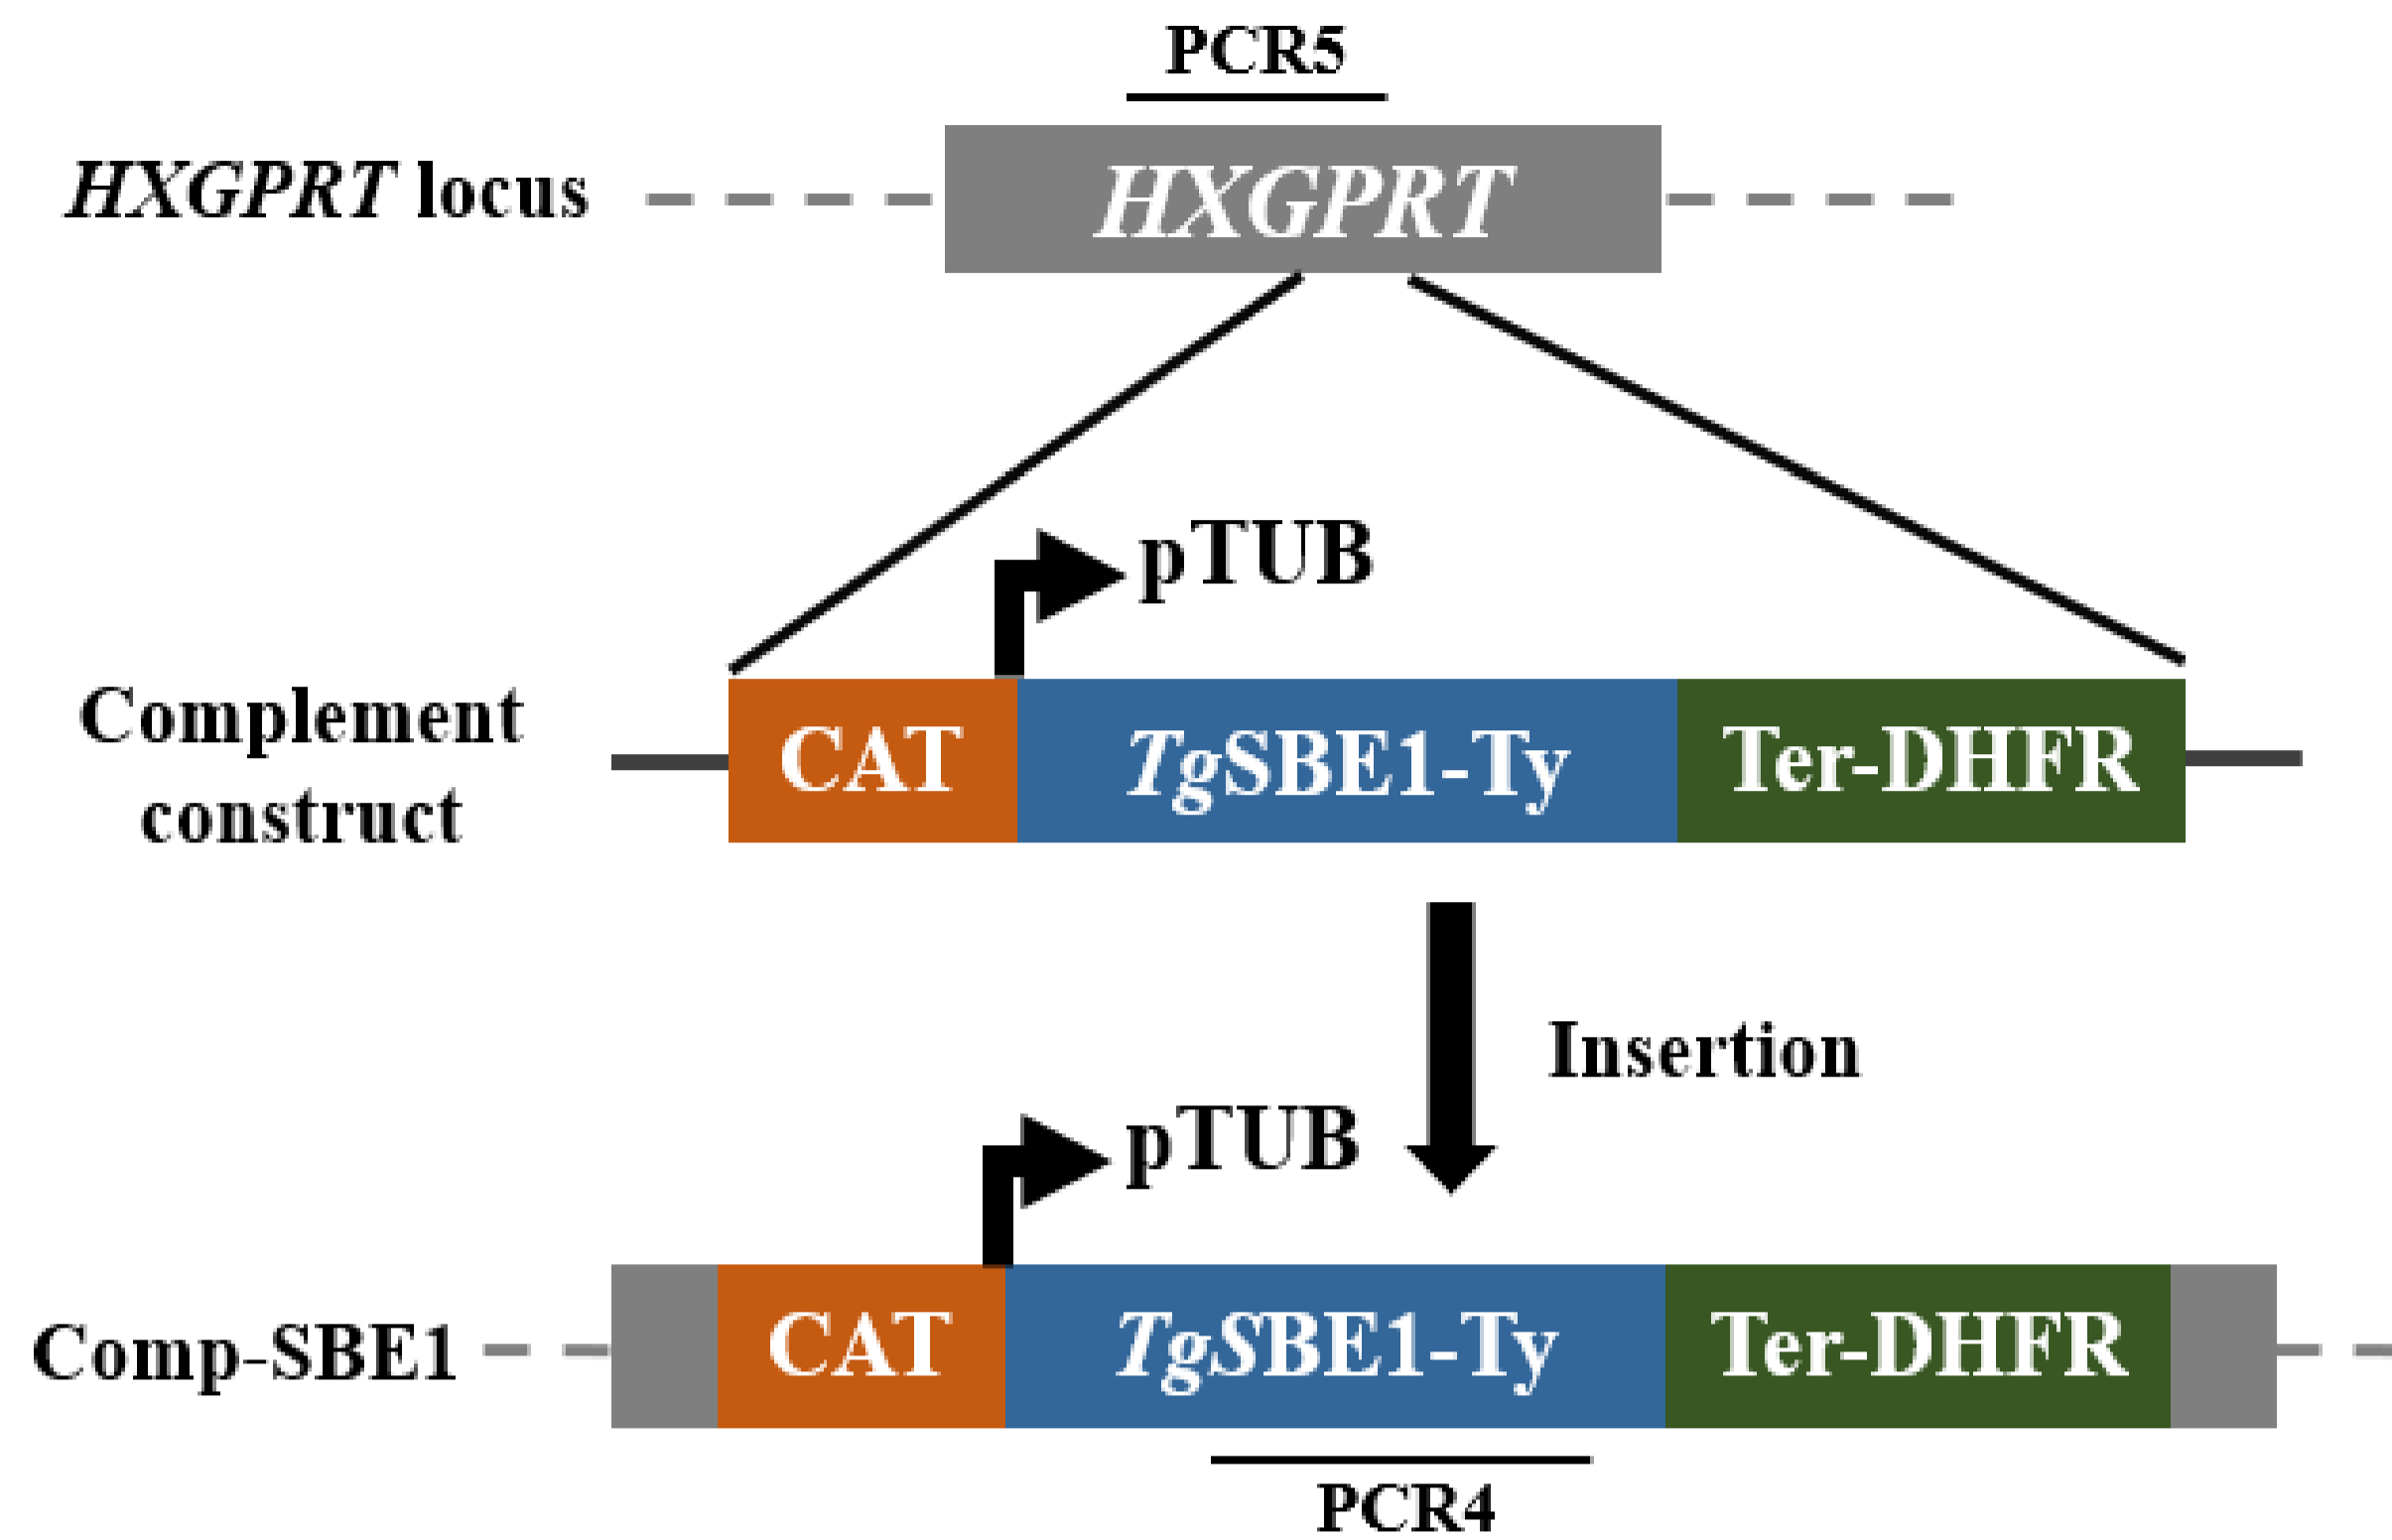 PCR5
HXGPRT locus
HXGPRT
pTUB
Complement
construct
CAT
TgSBE1-Ty
Ter-DHFR
Insertion
pTUB
Comp-SBE1
CAT
TgSBE1-Ty
Ter-DHFR
PCR4